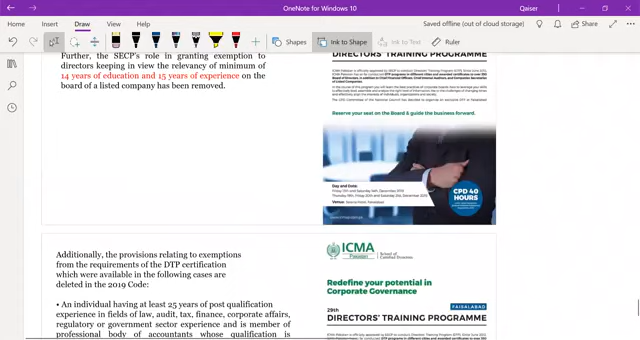 OneNote for Windows 10
Qaiser
Home
Insert
Draw
View
Help
Saved offline (out of cloud storage)
Share
Shapes
Ink to Shape
Ink to Text
Ruler
Further, the SECP's role in granting exemption to
directors keeping in view the relevancy of minimum of
14 years of education and 15 years of experience on the
board of a listed company has been removed.
DIRECTORS' TRAINING PROGRAMME
Reserve your seat on the Board & guide the business forward.
Day and Date:
Venue:
CPD 40
HOURS
Additionally, the provisions relating to exemptions
from the requirements of the DTP certification
which were available in the following cases are
deleted in the 2019 Code:
• An individual having at least 25 years of post qualification
experience in fields of law, audit, tax, finance, corporate affairs,
regulatory or government sector experience and is member of
professional body of accountants whose qualification is
ICMA
Pakistan
School of
Certified Directors
Redefine your potential in
Corporate Governance
FAISALABAD
29th
DIRECTORS' TRAINING PROGRAMME